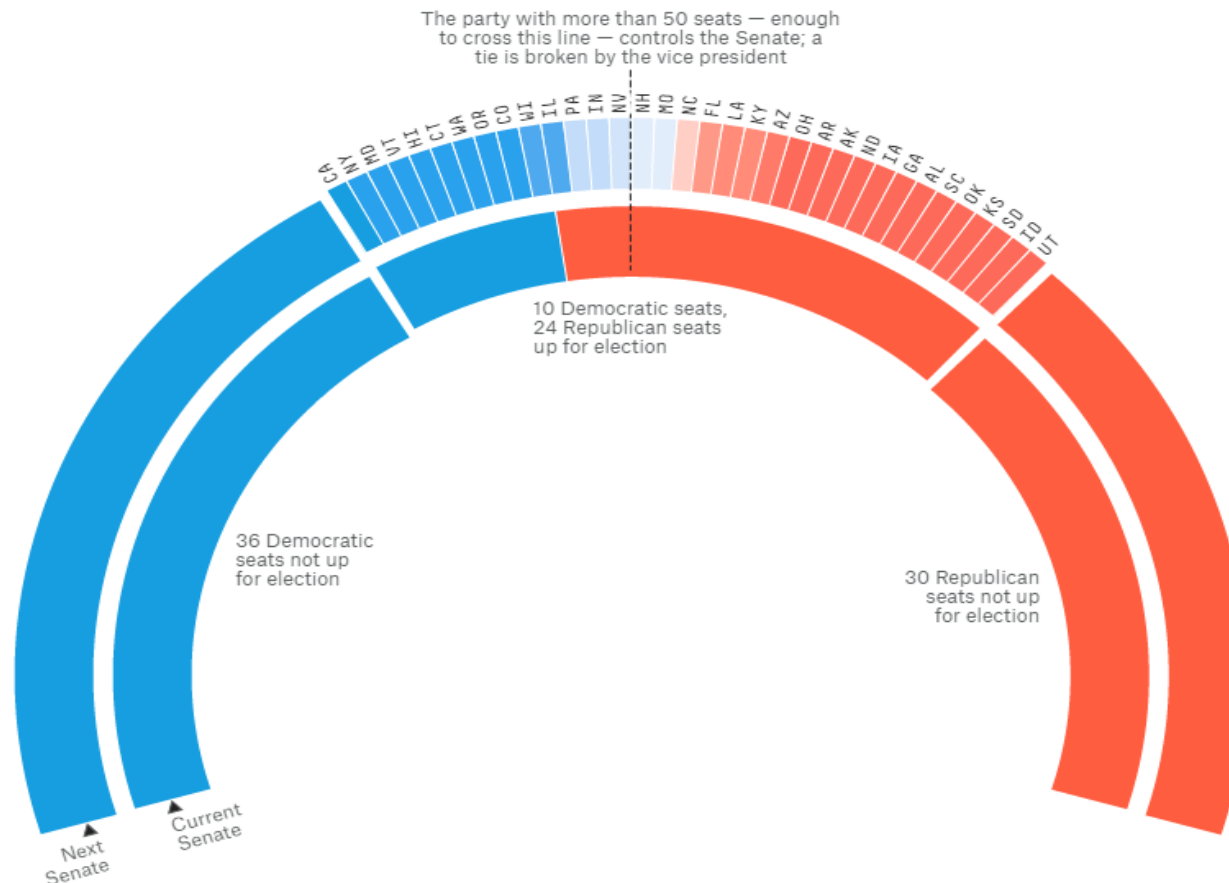 The party with more than 50 seats — enough
to cross this line — controls the Senate; a
tie is broken by the vice president
CA
NY
MD
VT
HI
CT
WA
OR
CO
WI
IL
PA
IN
NV
NH
MO
NC
FL
LA
KY
AZ
OH
AR
AK
ND
IA
GA
AL
SC
OK
KS
SD
ID
UT
10 Democratic seats,
24 Republican seats
up for election
36 Democratic
seats not up
for election
30 Republican
seats not up
for election
Current
Senate
Next
Senate